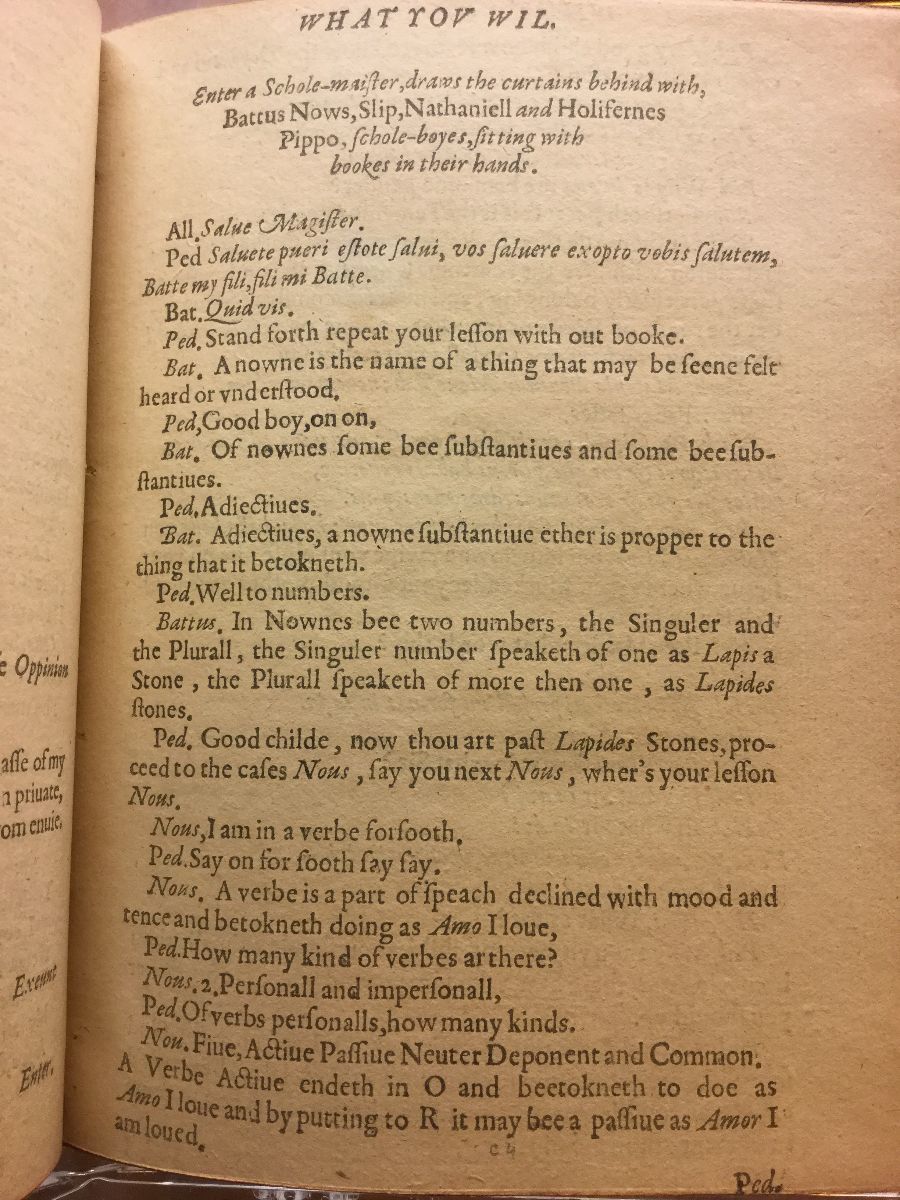 WHAT YOV WIL.
Enter a Schole-maiſter,draws the curtains behind with,
Battus Nows,Slip,Nathaniell and Holifernes
Pippo, ſchole-boyes,ſitting with
bookes in their hands.
All.Salue Magiſter.
Ped Saluete pueri eſtote ſalui, vos ſaluere exopto vobis ſalutem,
Batte my fili,fili mi Batte.
Bat.Quid vis.
Ped.Stand forth repeat your leſſon with out booke.
Bat. A nowne is the name of a thing that may be ſeene felt
heard or vnderſtood.
Ped,Good boy,on on,
Bat. Of nownes ſome bee ſubſtantiues and ſome bee ſub-
ſtantiues.
Ped.Adiectiues.
Bat. Adiectiues, a nowne ſubſtantiue ether is propper to the
thing that it betokneth.
Ped.Well to numbers.
Battus. In Nownes bee two numbers, the Singuler and
the Plurall, the Singuler number ſpeaketh of one as Lapis a
Stone , the Plurall ſpeaketh of more then one , as Lapides
ſtones.
Ped. Good childe, now thou art paſt Lapides Stones,pro-
ceed to the caſes Nous , ſay you next Nous , wher's your leſſon
Nous.
Nous,I am in a verbe forſooth.
Ped.Say on for ſooth ſay ſay.
Nous. A verbe is a part of ſpeach declined with mood and
tence and betokneth doing as Amo I loue,
Ped.How many kind of verbes ar there?
Nous.2.Perſonall and imperſonall,
Ped.Of verbs perſonalls,how many kinds.
Nou.Fiue,Actiue Paſſiue Neuter Deponent and Common.
A Verbe Actiue endeth in O and beetokneth to doe as
Amo I loue and by putting to R it may bee a paſſiue as Amor I
am loued.
C4
Ped.
Oppinion
aſſe of my
priuate,
om enuie.
Exeunt
Enter.